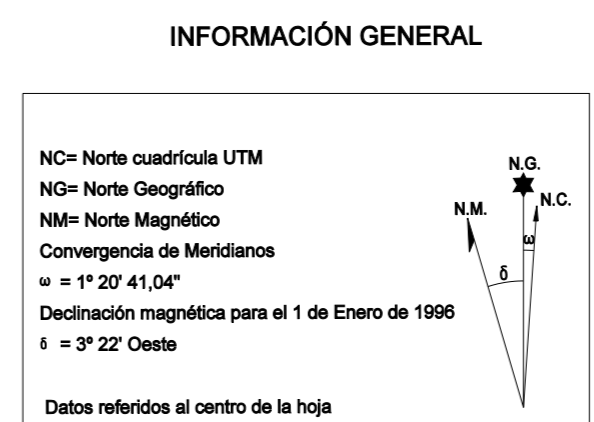 INFORMACIÓN GENERAL
NC= Norte cuadrícula UTM
NG= Norte Geográfico
NM= Norte Magnético
Convergencia de Meridianos
ω = 1º 20' 41,04"
Declinación magnética para el 1 de Enero de 1996
δ = 3º 22' Oeste
Datos referidos al centro de la hoja
N.G.
N.M.
N.C.
ω
δ